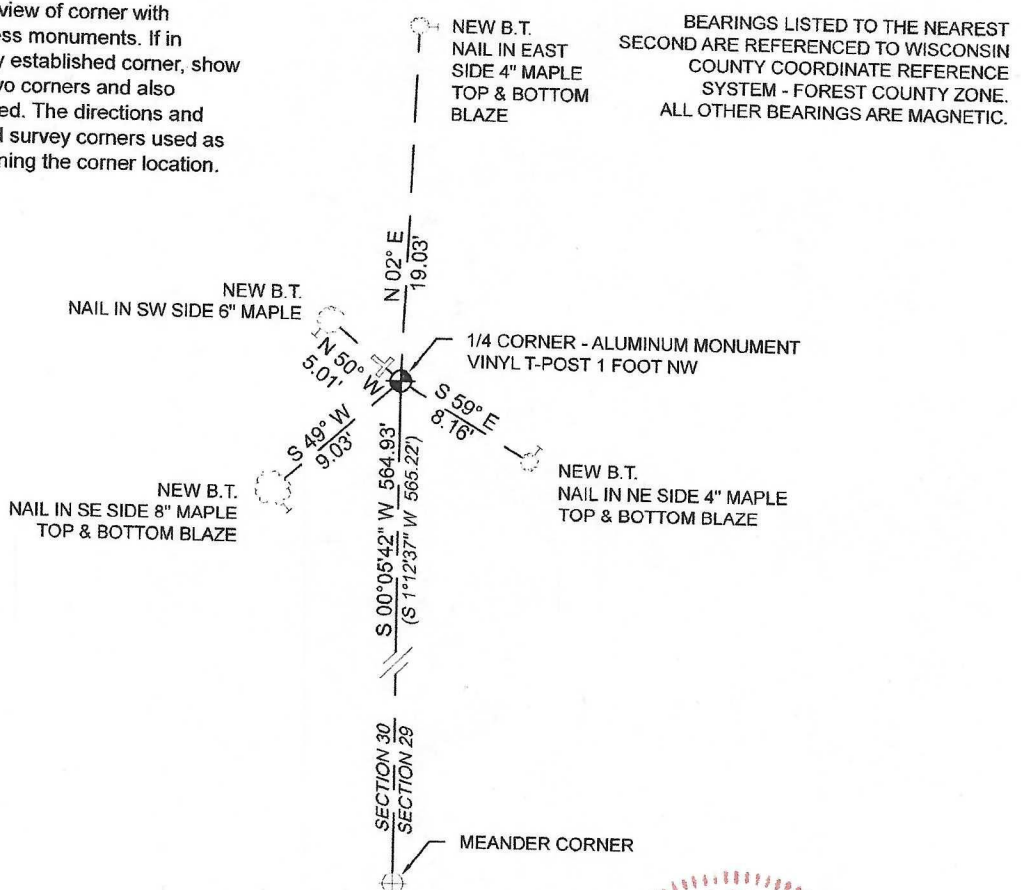 view of corner with
ss monuments. If in
y established corner, show
vo corners and also
ed. The directions and
l survey corners used as
ning the corner location.
NEW B.T.
NAIL IN EAST
SIDE 4" MAPLE
TOP & BOTTOM
BLAZE
BEARINGS LISTED TO THE NEAREST
SECOND ARE REFERENCED TO WISCONSIN
COUNTY COORDINATE REFERENCE
SYSTEM - FOREST COUNTY ZONE.
ALL OTHER BEARINGS ARE MAGNETIC.
N 02° E
19.03'
NEW B.T.
NAIL IN SW SIDE 6" MAPLE
N 50° W
5.01'
1/4 CORNER - ALUMINUM MONUMENT
VINYL T-POST 1 FOOT NW
S 59° E
8.16'
S 49° W
9.03'
NEW B.T.
NAIL IN SE SIDE 8" MAPLE
TOP & BOTTOM BLAZE
NEW B.T.
NAIL IN NE SIDE 4" MAPLE
TOP & BOTTOM BLAZE
S 00°05'42" W 564.93'
(S 1°12'37" W 565.22')
SECTION 30
SECTION 29
MEANDER CORNER